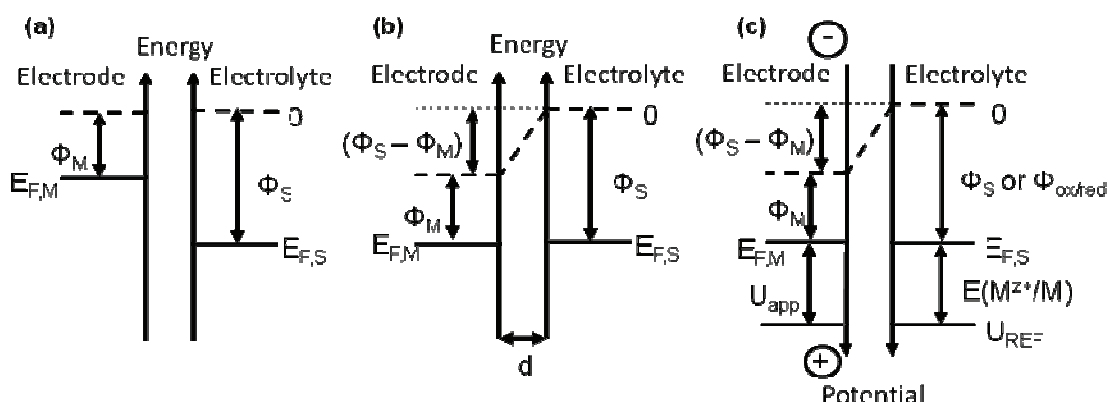 (a)
Energy
Electrode
Electrolyte
0
Φ_M
E_F,M
Φ_S
E_F,S
(b)
Energy
Electrode
Electrolyte
0
(Φ_S – Φ_M)
Φ_S
Φ_M
E_F,M
E_F,S
d
(c)
−
Electrode
Electrolyte
0
(Φ_S – Φ_M)
Φ_S or Φ_ox/red
Φ_M
E_F,M
E_F,S
U_app
E(M^z+/M)
U_REF
+
Potential